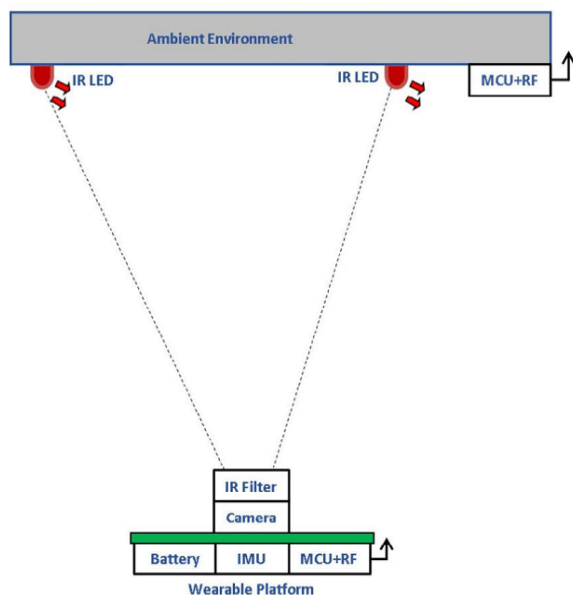 Ambient Environment
IR LED
IR LED
MCU+RF
IR Filter
Camera
Battery
IMU
MCU+RF
Wearable Platform